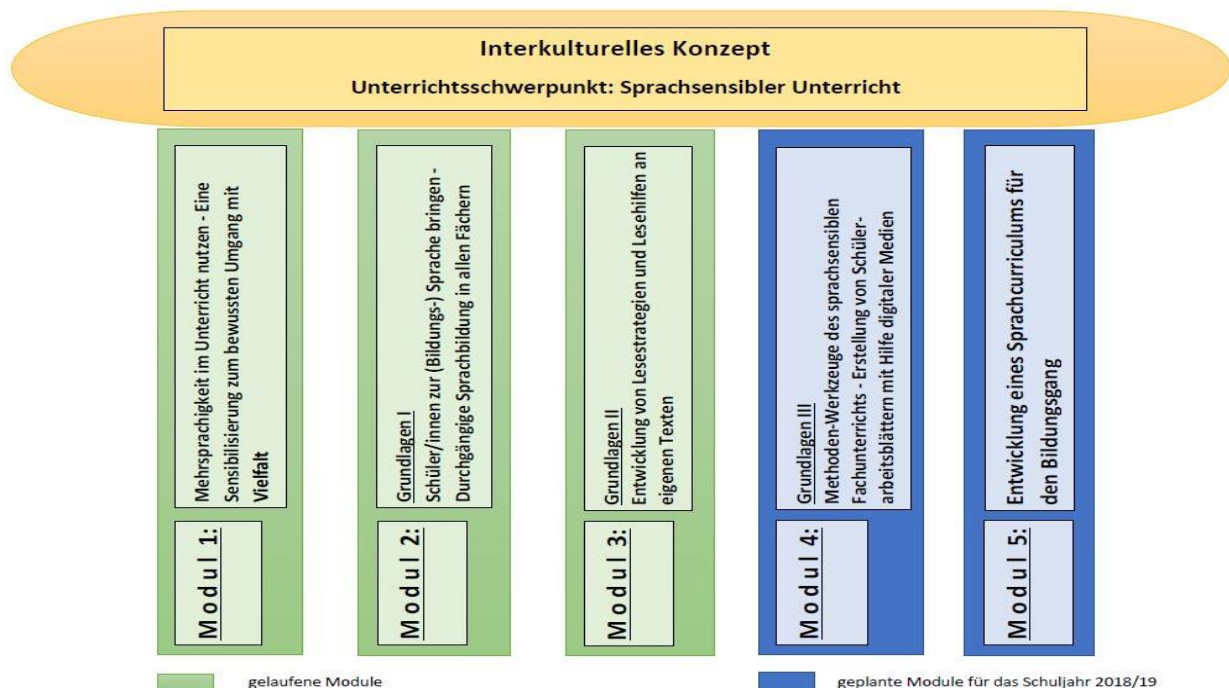 Interkulturelles Konzept
Unterrichtsschwerpunkt: Sprachsensibler Unterricht
Modul 1:
Mehrsprachigkeit im Unterricht nutzen - Eine
Sensibilisierung zum bewussten Umgang mit
Vielfalt
Modul 2:
Grundlagen I
Schüler/innen zur (Bildungs-) Sprache bringen -
Durchgängige Sprachbildung in allen Fächern
Modul 3:
Grundlagen II
Entwicklung von Lesestrategien und Lesehilfen an
eigenen Texten
Modul 4:
Grundlagen III
Methoden-Werkzeuge des sprachsensiblen
Fachunterrichts - Erstellung von Schüler-
arbeitsblättern mit Hilfe digitaler Medien
Modul 5:
Entwicklung eines Sprachcurriculums für
den Bildungsgang
gelaufene Module
geplante Module für das Schuljahr 2018/19